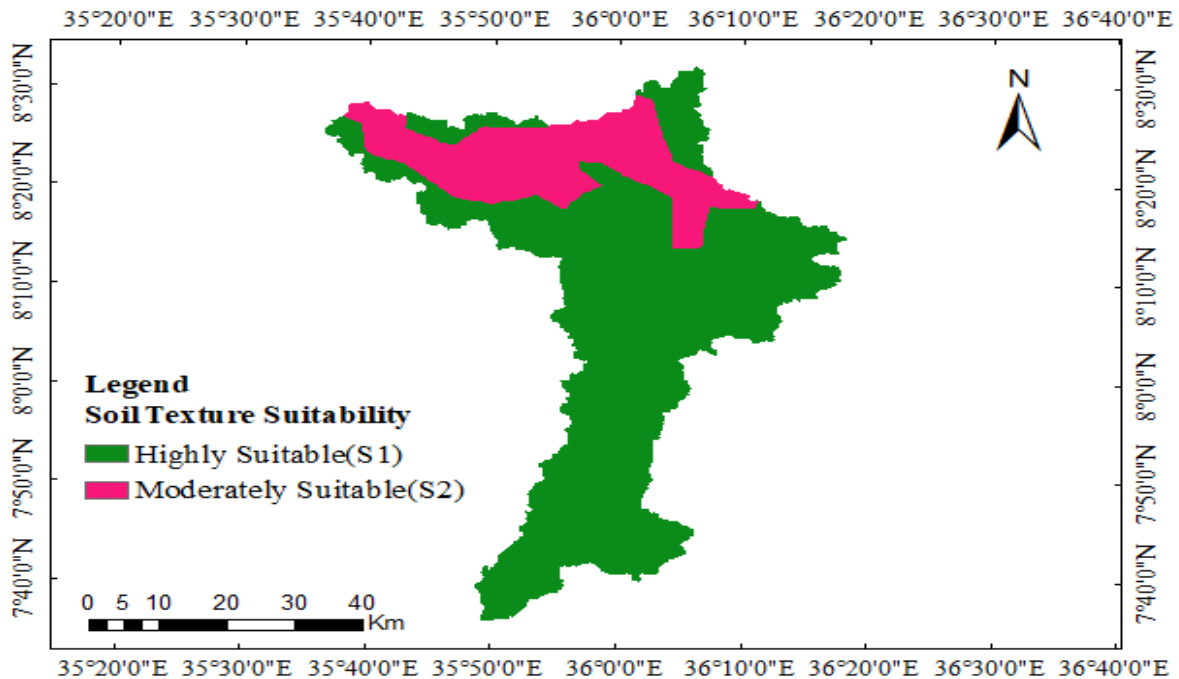 35°20'0"E 35°30'0"E 35°40'0"E 35°50'0"E 36°0'0"E 36°10'0"E 36°20'0"E 36°30'0"E 36°40'0"E
8°30'0"N
8°20'0"N
8°10'0"N
8°0'0"N
7°50'0"N
7°40'0"N
N
8°30'0"N
8°20'0"N
8°10'0"N
8°0'0"N
7°50'0"N
7°40'0"N
Legend
Soil Texture Suitability
Highly Suitable(S1)
Moderately Suitable(S2)
0 5 10 20 30 40
Km
35°20'0"E 35°30'0"E 35°40'0"E 35°50'0"E 36°0'0"E 36°10'0"E 36°20'0"E 36°30'0"E 36°40'0"E